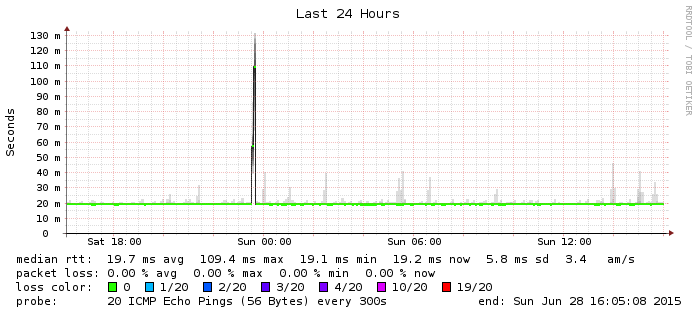 Last 24 Hours
RRDTOOL / TOBI OETIKER
Seconds
130 m
120 m
110 m
100 m
90 m
80 m
70 m
60 m
50 m
40 m
30 m
20 m
10 m
0
Sat 18:00 Sun 00:00 Sun 06:00 Sun 12:00
median rtt: 19.7 ms avg 109.4 ms max 19.1 ms min 19.2 ms now 5.8 ms sd 3.4 am/s
packet loss: 0.00 % avg 0.00 % max 0.00 % min 0.00 % now
loss color: 0 1/20 2/20 3/20 4/20 10/20 19/20
probe: 20 ICMP Echo Pings (56 Bytes) every 300s end: Sun Jun 28 16:05:08 2015